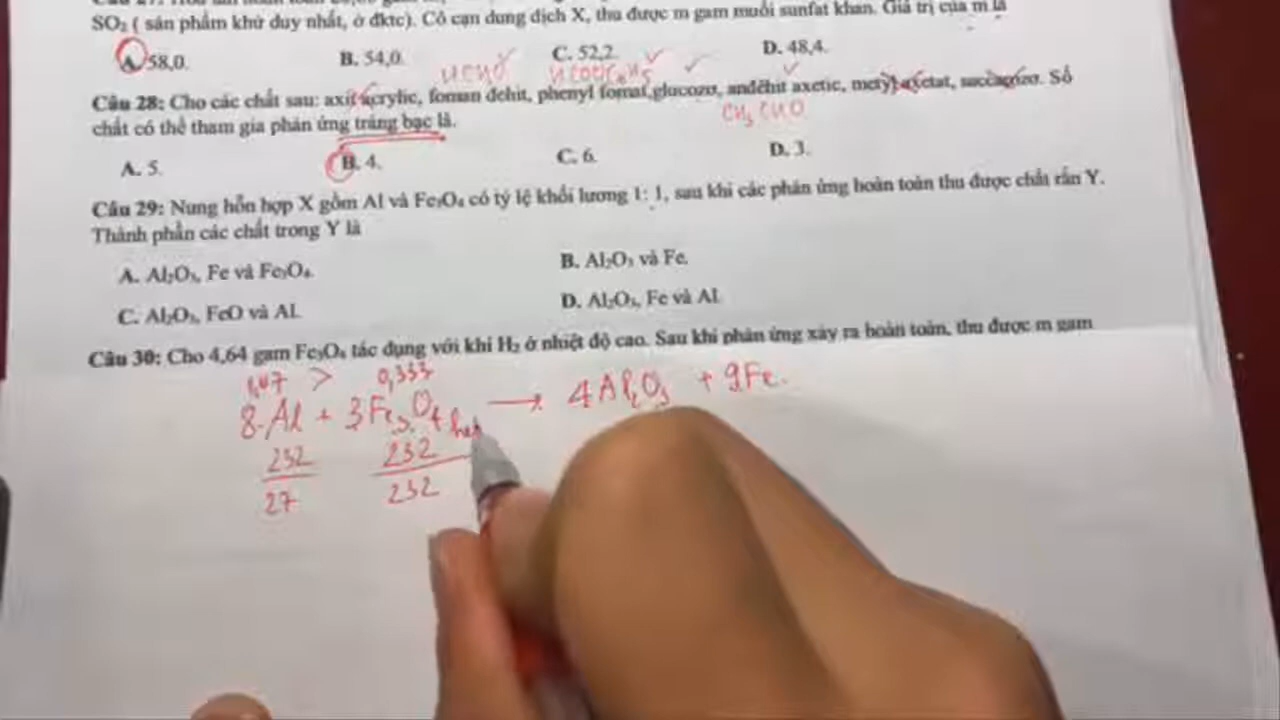 SO₂ ( sản phẩm khử duy nhất, ở đktc). Cô cạn dung dịch X, thu được m gam muối sunfat khan. Giá trị của m là
A. 58,0. B. 54,0. C. 52,2. D. 48,4.
HCHO HCOOC₆H₅
Câu 28: Cho các chất sau: axit acrylic, foman đehit, phenyl fomat, glucozơ, anđêhit axetic, metyl axetat, saccarozơ. Số
CH₃CHO
chất có thể tham gia phản ứng tráng bạc là.
A. 5. B. 4. C. 6. D. 3.
Câu 29: Nung hỗn hợp X gồm Al và Fe₃O₄ có tỷ lệ khối lượng 1: 1, sau khi các phản ứng hoàn toàn thu được chất rắn Y.
Thành phần các chất trong Y là
A. Al₂O₃, Fe và Fe₃O₄. B. Al₂O₃ và Fe.
C. Al₂O₃, FeO và Al. D. Al₂O₃, Fe và Al.
Câu 30: Cho 4,64 gam Fe₃O₄ tác dụng với khí H₂ ở nhiệt độ cao. Sau khi phản ứng xảy ra hoàn toàn, thu được m gam
1,07 > 0,333
8Al + 3Fe₃O₄ hết → 4Al₂O₃ + 9Fe.
232 232
27 232